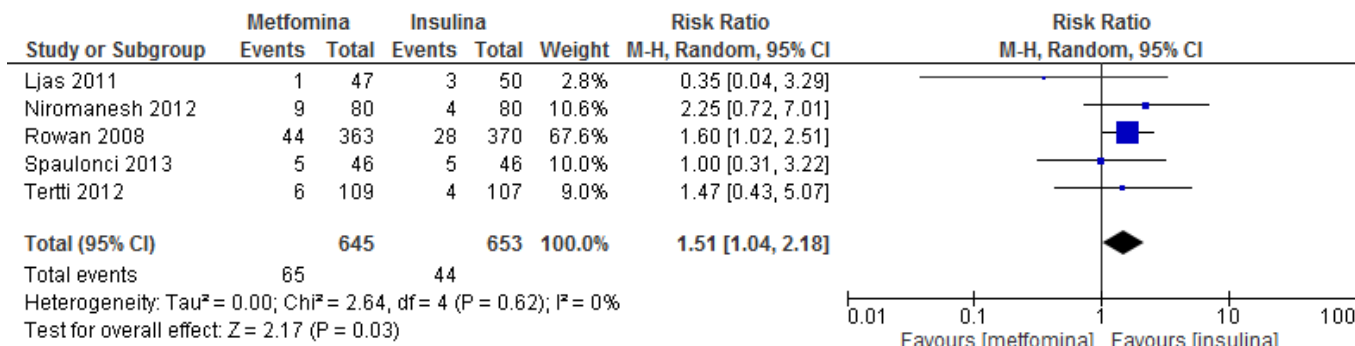 Metfomina Insulina Risk Ratio Risk Ratio
Study or Subgroup Events Total Events Total Weight M-H, Random, 95% CI M-H, Random, 95% CI
Ljas 2011 1 47 3 50 2.8% 0.35 [0.04, 3.29]
Niromanesh 2012 9 80 4 80 10.6% 2.25 [0.72, 7.01]
Rowan 2008 44 363 28 370 67.6% 1.60 [1.02, 2.51]
Spaulonci 2013 5 46 5 46 10.0% 1.00 [0.31, 3.22]
Tertti 2012 6 109 4 107 9.0% 1.47 [0.43, 5.07]
Total (95% CI) 645 653 100.0% 1.51 [1.04, 2.18]
Total events 65 44
Heterogeneity: Tau² = 0.00; Chi² = 2.64, df = 4 (P = 0.62); I² = 0%
Test for overall effect: Z = 2.17 (P = 0.03)
0.01 0.1 1 10 100
Favours [metfomina] Favours [insulina]